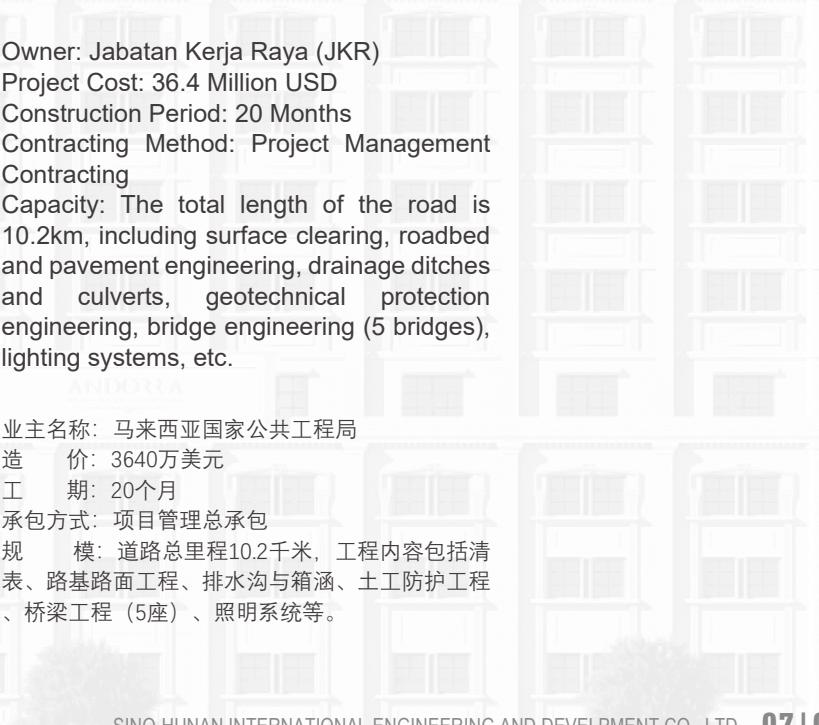 Owner: Jabatan Kerja Raya (JKR)
Project Cost: 36.4 Million USD
Construction Period: 20 Months
Contracting Method: Project Management
Contracting
Capacity: The total length of the road is
10.2km, including surface clearing, roadbed
and pavement engineering, drainage ditches
and culverts, geotechnical protection
engineering, bridge engineering (5 bridges),
lighting systems, etc.
ANDORRA
业主名称：马来西亚国家公共工程局
造 价：3640万美元
工 期：20个月
承包方式：项目管理总承包
规 模：道路总里程10.2千米，工程内容包括清
表、路基路面工程、排水沟与箱涵、土工防护工程
、桥梁工程（5座）、照明系统等。
SINO-HUNAN INTERNATIONAL ENGINEERING AND DEVELPMENT CO., LTD. 07